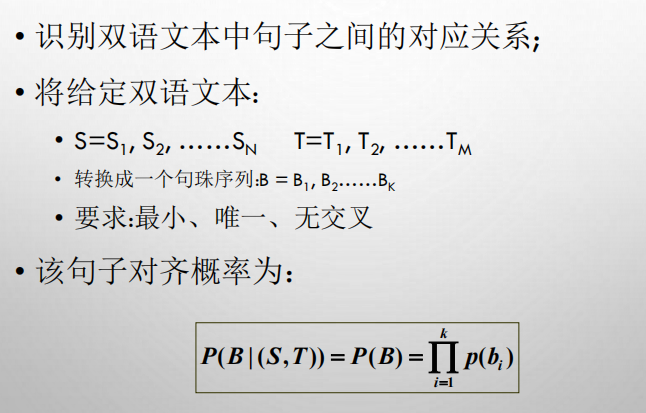 • 识别双语文本中句子之间的对应关系;
• 将给定双语文本:
• S=S₁, S₂, ……S_N T=T₁, T₂, ……T_M
• 转换成一个句珠序列:B = B₁, B₂……B_K
• 要求:最小、唯一、无交叉
• 该句子对齐概率为:
P(B | (S,T)) = P(B) = ∏_{i=1}^{k} p(b_i)